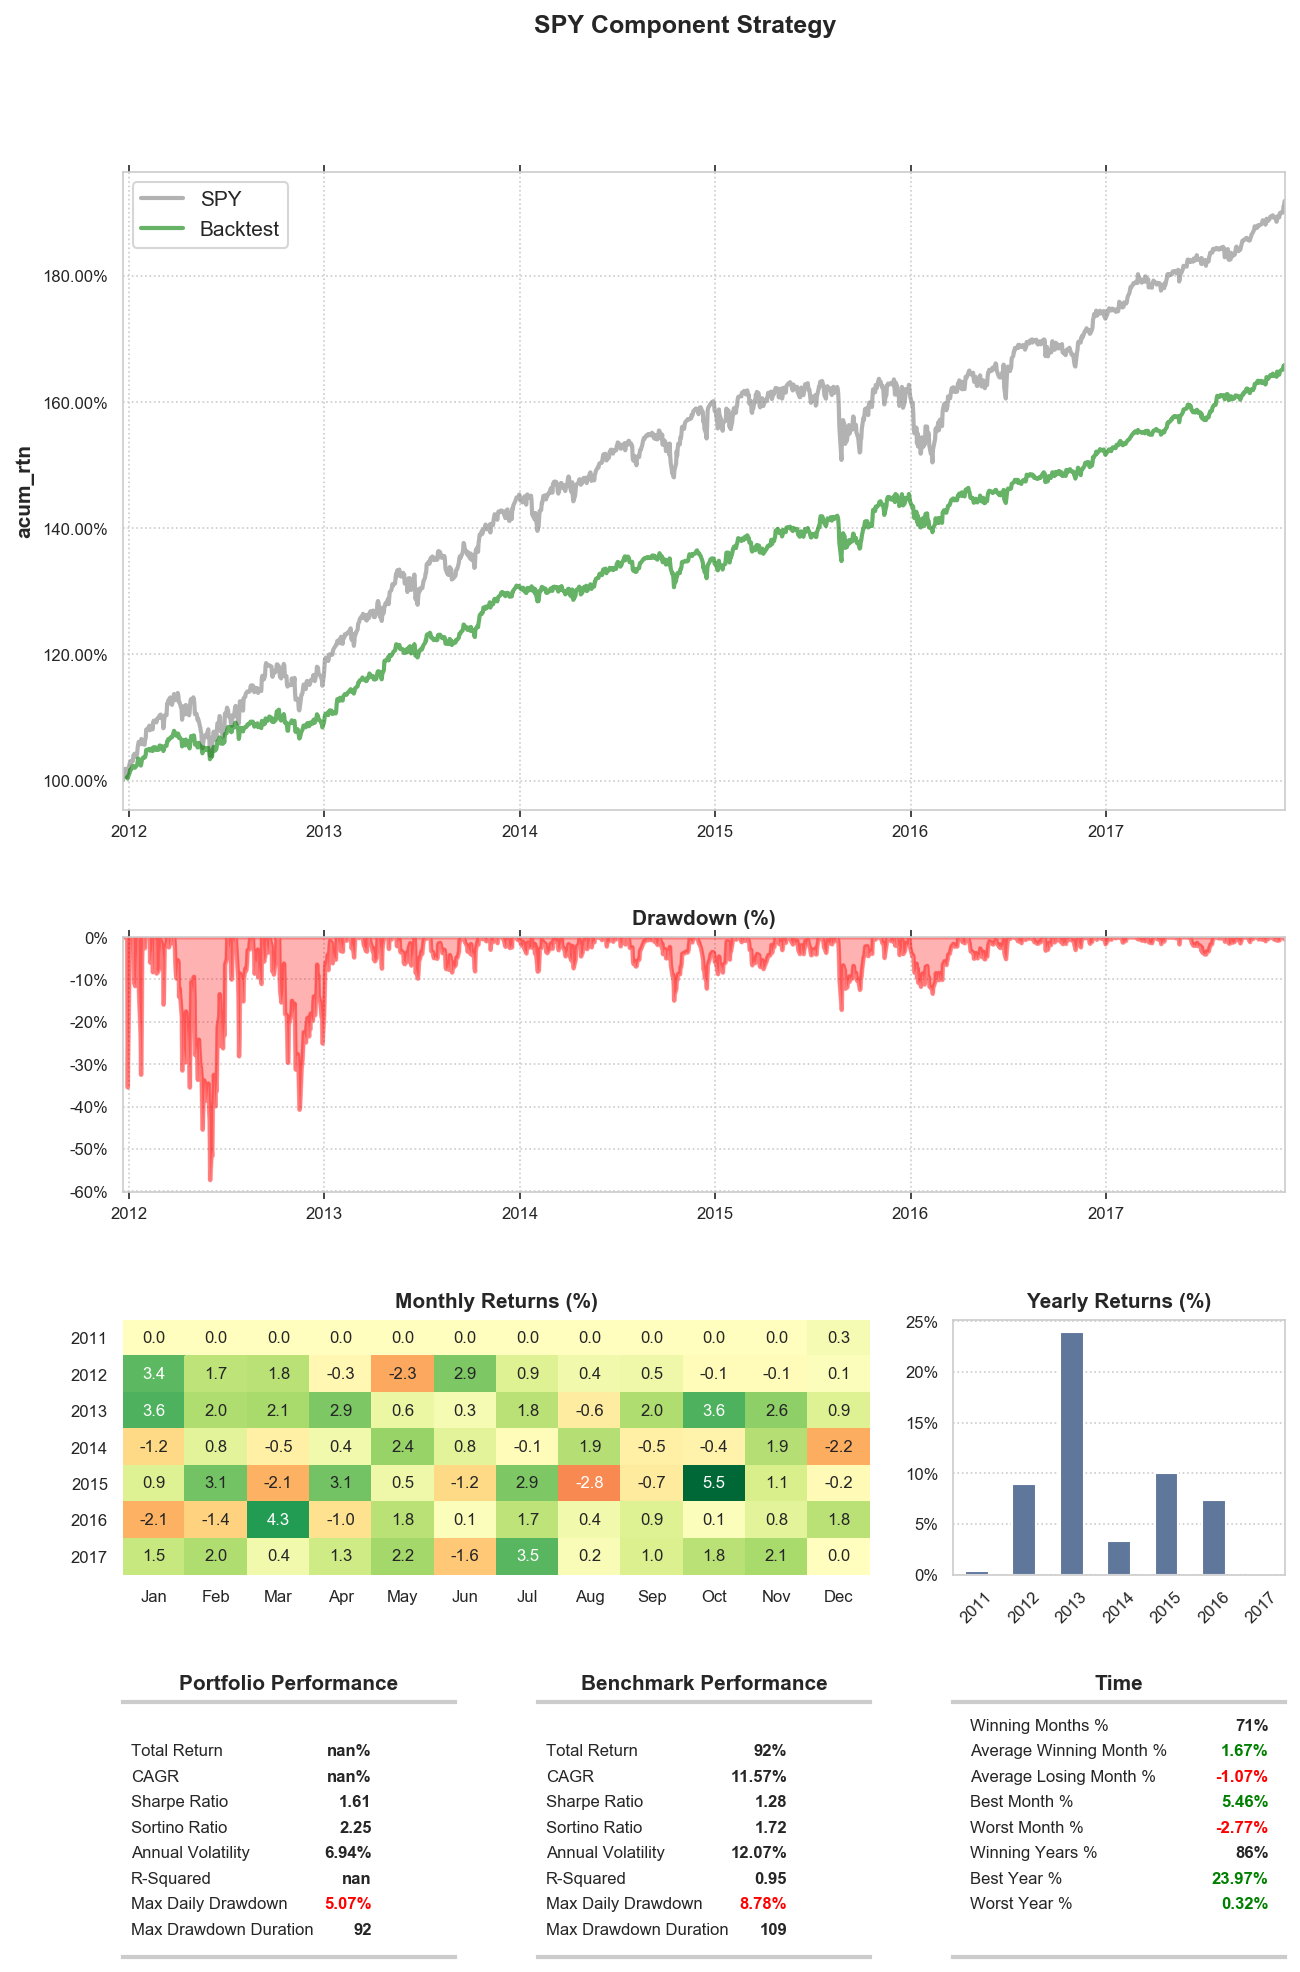 SPY Component Strategy
SPY
Backtest
acum_rtn
180.00%
160.00%
140.00%
120.00%
100.00%
2012 2013 2014 2015 2016 2017
Drawdown (%)
0%
-10%
-20%
-30%
-40%
-50%
-60%
2012 2013 2014 2015 2016 2017
Monthly Returns (%)
2011 0.0 0.0 0.0 0.0 0.0 0.0 0.0 0.0 0.0 0.0 0.0 0.3
2012 3.4 1.7 1.8 -0.3 -2.3 2.9 0.9 0.4 0.5 -0.1 -0.1 0.1
2013 3.6 2.0 2.1 2.9 0.6 0.3 1.8 -0.6 2.0 3.6 2.6 0.9
2014 -1.2 0.8 -0.5 0.4 2.4 0.8 -0.1 1.9 -0.5 -0.4 1.9 -2.2
2015 0.9 3.1 -2.1 3.1 0.5 -1.2 2.9 -2.8 -0.7 5.5 1.1 -0.2
2016 -2.1 -1.4 4.3 -1.0 1.8 0.1 1.7 0.4 0.9 0.1 0.8 1.8
2017 1.5 2.0 0.4 1.3 2.2 -1.6 3.5 0.2 1.0 1.8 2.1 0.0
Jan Feb Mar Apr May Jun Jul Aug Sep Oct Nov Dec
Yearly Returns (%)
25%
20%
15%
10%
5%
0%
2011 2012 2013 2014 2015 2016 2017
Portfolio Performance
Total Return nan%
CAGR nan%
Sharpe Ratio 1.61
Sortino Ratio 2.25
Annual Volatility 6.94%
R-Squared nan
Max Daily Drawdown 5.07%
Max Drawdown Duration 92
Benchmark Performance
Total Return 92%
CAGR 11.57%
Sharpe Ratio 1.28
Sortino Ratio 1.72
Annual Volatility 12.07%
R-Squared 0.95
Max Daily Drawdown 8.78%
Max Drawdown Duration 109
Time
Winning Months % 71%
Average Winning Month % 1.67%
Average Losing Month % -1.07%
Best Month % 5.46%
Worst Month % -2.77%
Winning Years % 86%
Best Year % 23.97%
Worst Year % 0.32%